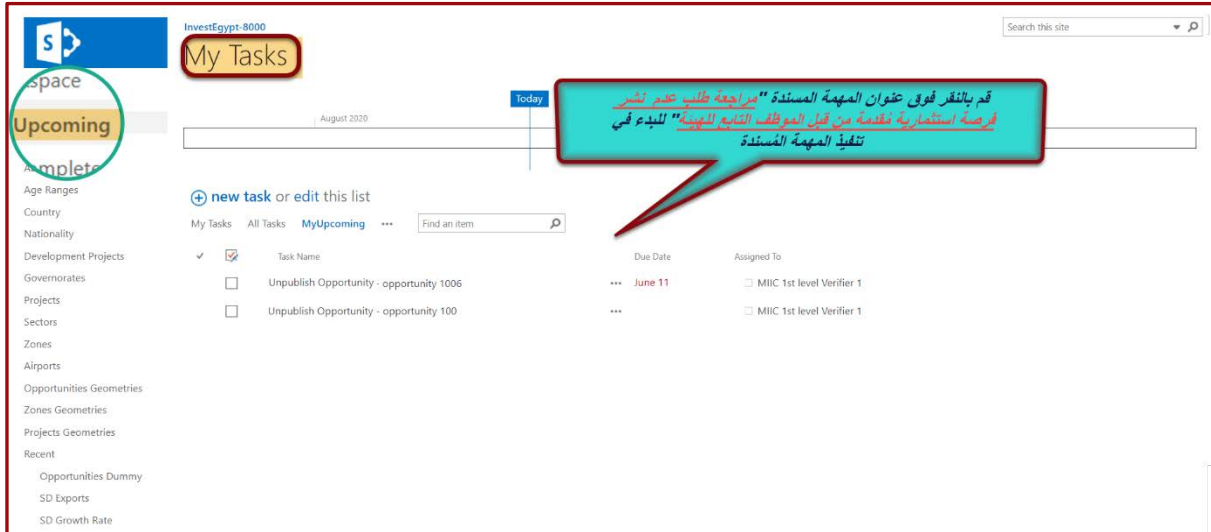 InvestEgypt-8000
Search this site
My Tasks
space
Upcoming
mplete
Today
August 2020
قم بالنقر فوق عنوان المهمة المسندة "مراجعة طلب عدم نشر
فرصة استثمارية مُقدمة من قبل الموظف التابع للهيئة" للبدء في
تنفيذ المهمة المُسندة
Age Ranges
Country
Nationality
Development Projects
Governorates
Projects
Sectors
Zones
Airports
Opportunities Geometries
Zones Geometries
Projects Geometries
Recent
Opportunities Dummy
SD Exports
SD Growth Rate
new task or edit this list
My Tasks All Tasks MyUpcoming ••• Find an item
Task Name Due Date Assigned To
Unpublish Opportunity - opportunity 1006 ••• June 11 MIIC 1st level Verifier 1
Unpublish Opportunity - opportunity 100 ••• MIIC 1st level Verifier 1